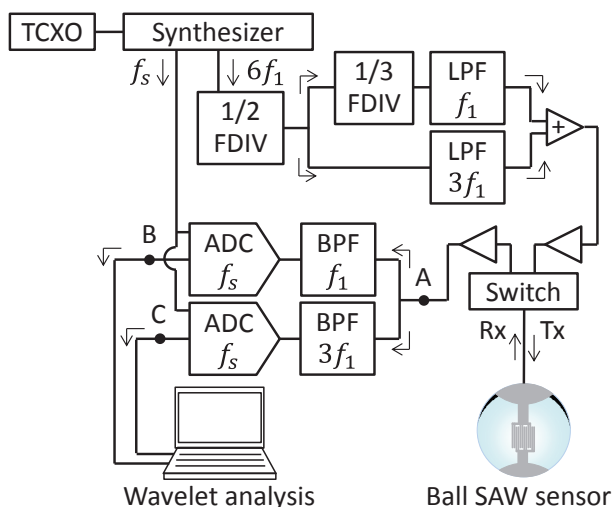 TCXO
Synthesizer
f_s
6f_1
1/2
FDIV
1/3
FDIV
LPF
f_1
LPF
3f_1
+
B
ADC
f_s
BPF
f_1
A
C
ADC
f_s
BPF
3f_1
Switch
Rx
Tx
Wavelet analysis
Ball SAW sensor